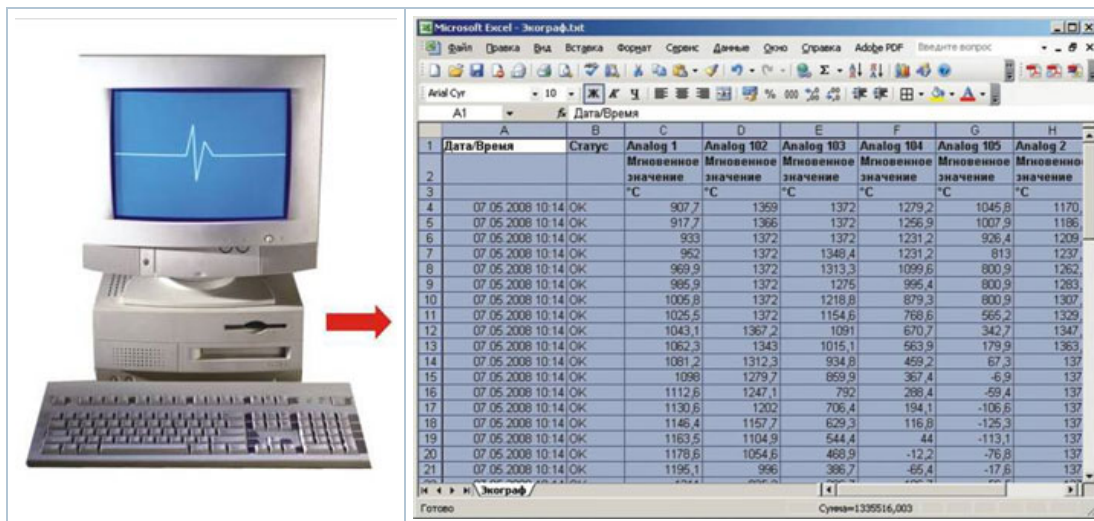 Microsoft Excel - Экограф.txt
Файл Правка Вид Вставка Формат Сервис Данные Окно Справка Adobe PDF Введите вопрос
Arial Cyr 10 Ж К Ч % 000
A1 fx Дата/Время
A B C D E F G H
1 Дата/Время Статус Analog 1 Analog 102 Analog 103 Analog 104 Analog 105 Analog 2
Мгновенное Мгновенное Мгновенное Мгновенное Мгновенное Мгновенно
2 значение значение значение значение значение значение
3 °C °C °C °C °C °C
4 07.05.2008 10:14 OK 907,7 1359 1372 1279,2 1045,8 1170,
5 07.05.2008 10:14 OK 917,7 1366 1372 1256,9 1007,9 1186,
6 07.05.2008 10:14 OK 933 1372 1372 1231,2 926,4 1209,
7 07.05.2008 10:14 OK 952 1372 1348,4 1231,2 813 1237,
8 07.05.2008 10:14 OK 969,9 1372 1313,3 1099,6 800,9 1262,
9 07.05.2008 10:14 OK 985,9 1372 1275 995,4 800,9 1283,
10 07.05.2008 10:14 OK 1005,8 1372 1218,8 879,3 800,9 1307,
11 07.05.2008 10:14 OK 1025,5 1372 1154,6 768,6 565,2 1329,
12 07.05.2008 10:14 OK 1043,1 1367,2 1091 670,7 342,7 1347,
13 07.05.2008 10:14 OK 1062,3 1343 1015,1 563,9 179,9 1363,
14 07.05.2008 10:14 OK 1081,2 1312,3 934,8 459,2 67,3 137
15 07.05.2008 10:14 OK 1098 1279,7 859,9 367,4 -6,9 137
16 07.05.2008 10:14 OK 1112,6 1247,1 792 288,4 -59,4 137
17 07.05.2008 10:14 OK 1130,6 1202 706,4 194,1 -106,6 137
18 07.05.2008 10:14 OK 1146,4 1157,7 629,3 116,8 -125,3 137
19 07.05.2008 10:14 OK 1163,5 1104,9 544,4 44 -113,1 137
20 07.05.2008 10:14 OK 1178,6 1054,6 468,9 -12,2 -76,8 137
21 07.05.2008 10:14 OK 1195,1 996 386,7 -65,4 -17,6 137
Экограф
Готово Сумма=1335516,003